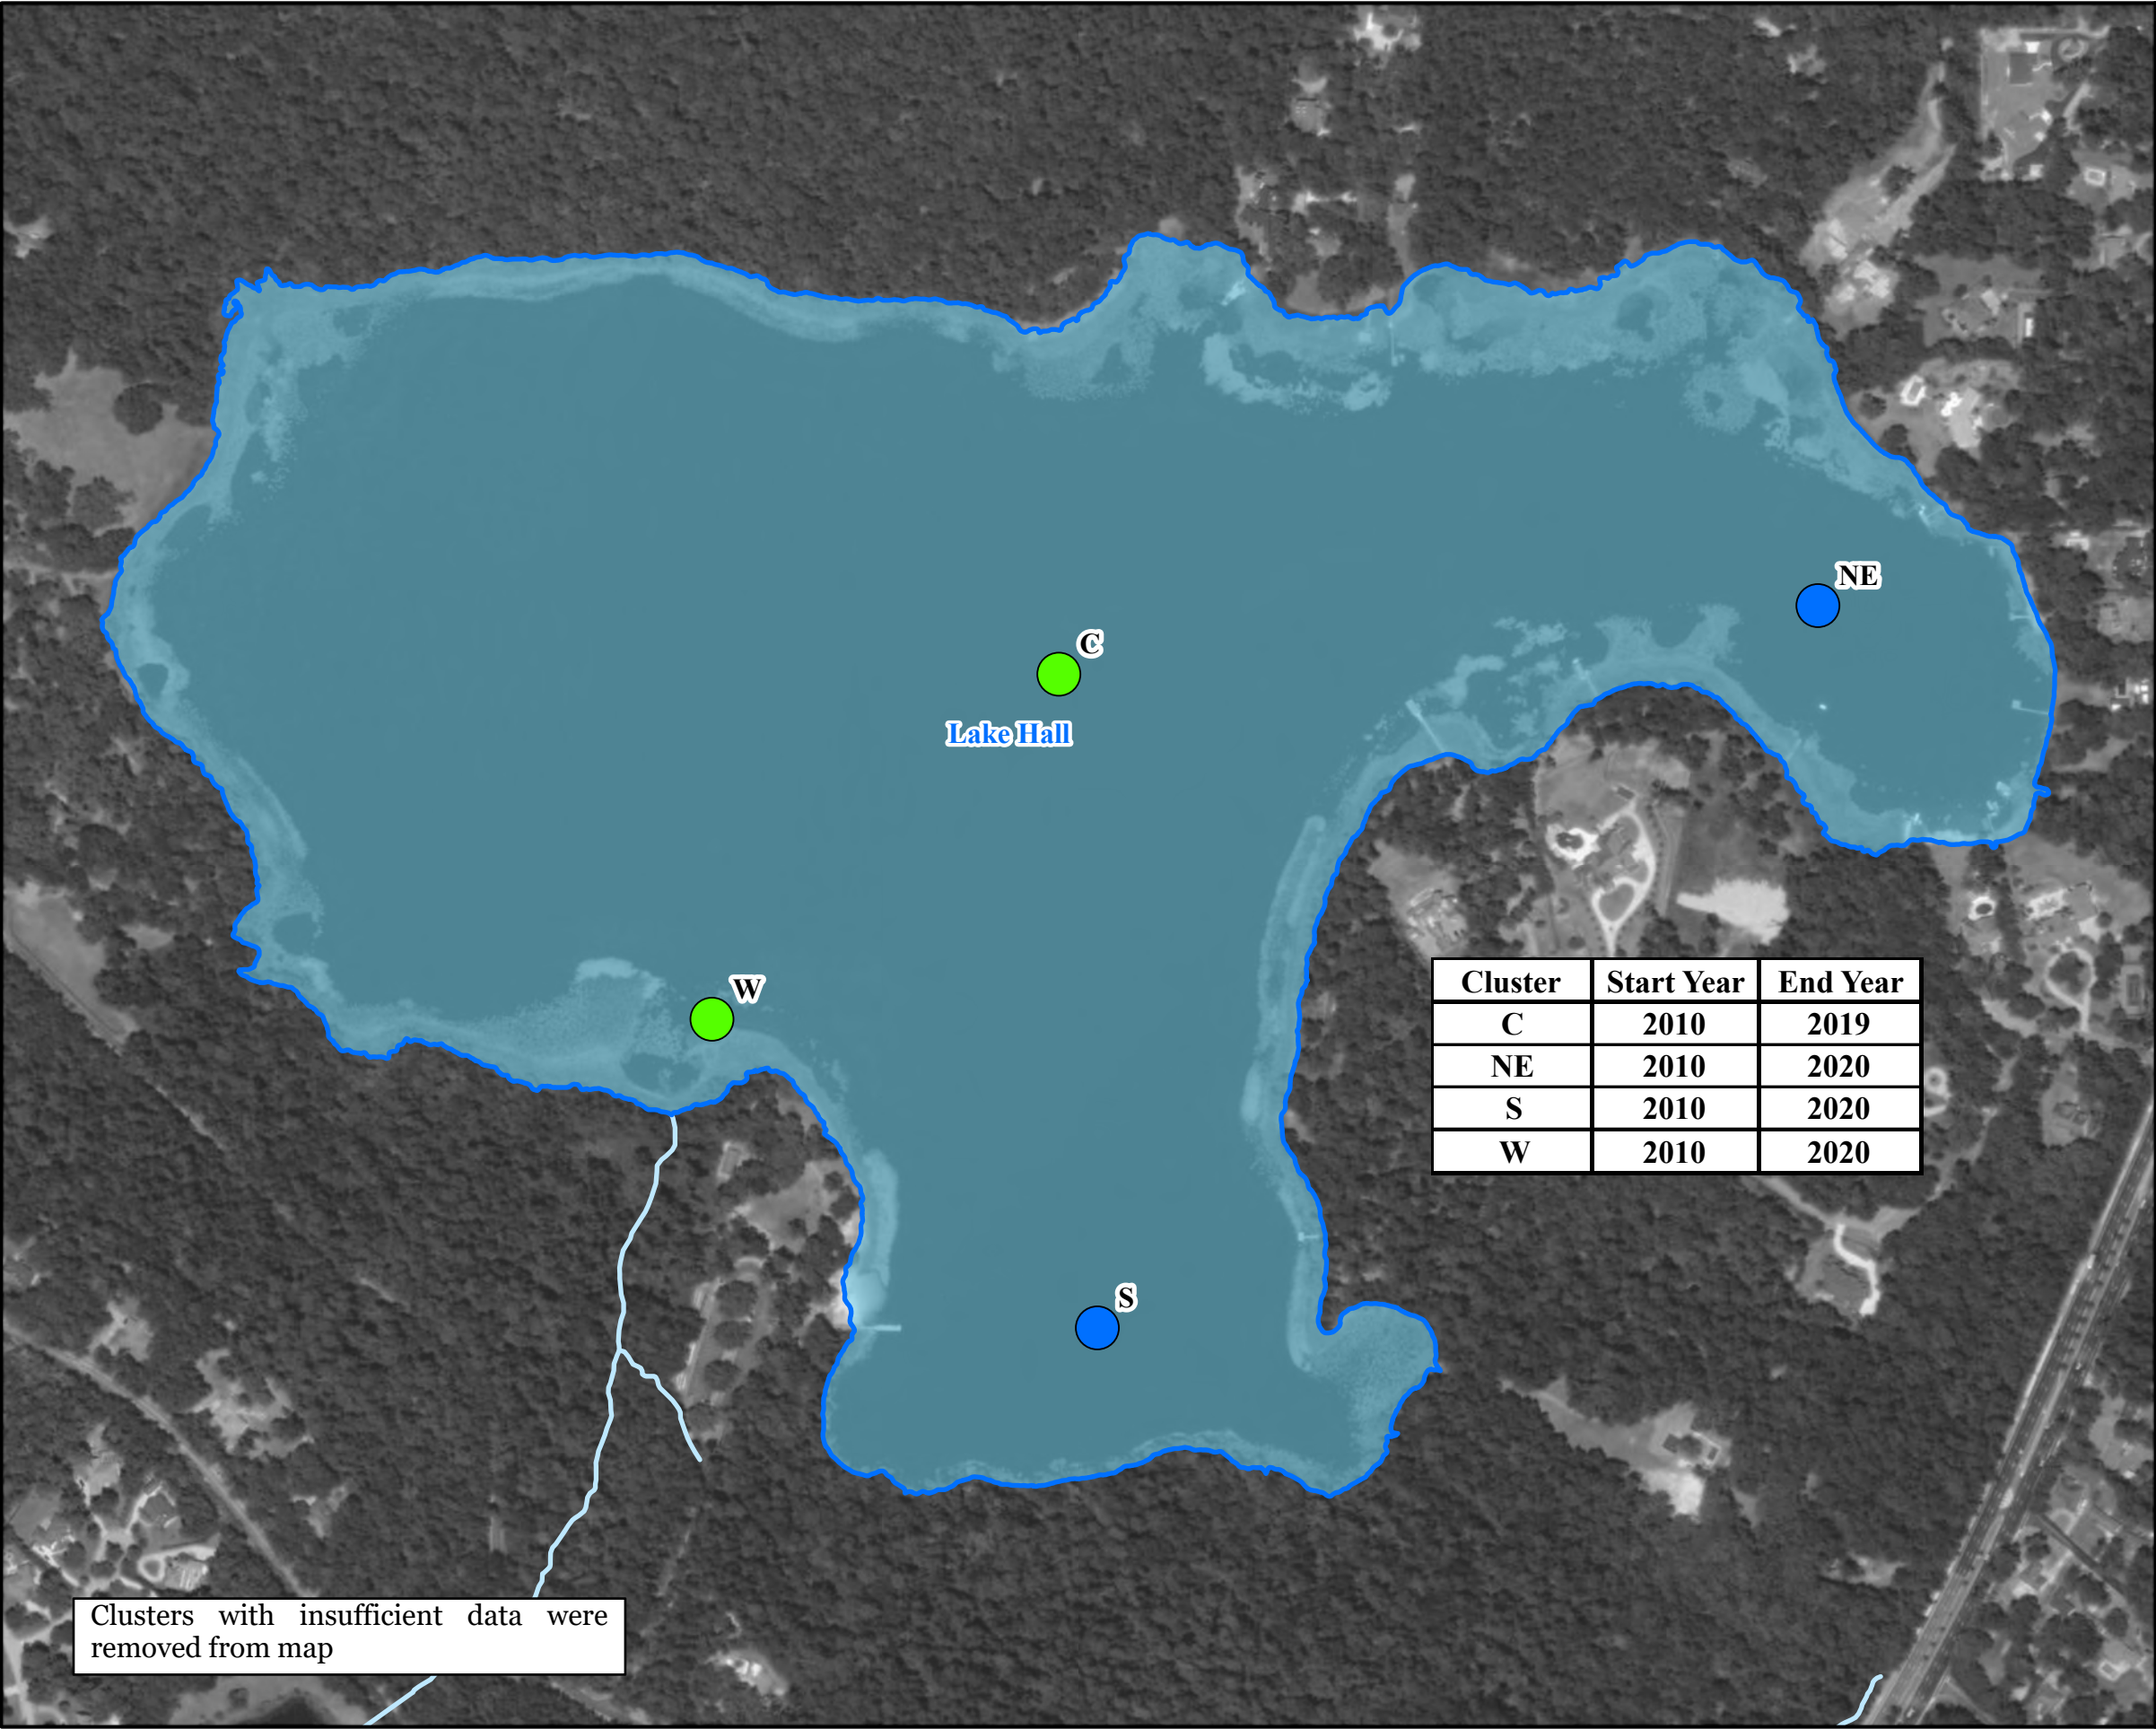 NE
C
Lake Hall
W
Cluster Start Year End Year
C 2010 2019
NE 2010 2020
S 2010 2020
W 2010 2020
S
Clusters with insufficient data were
removed from map